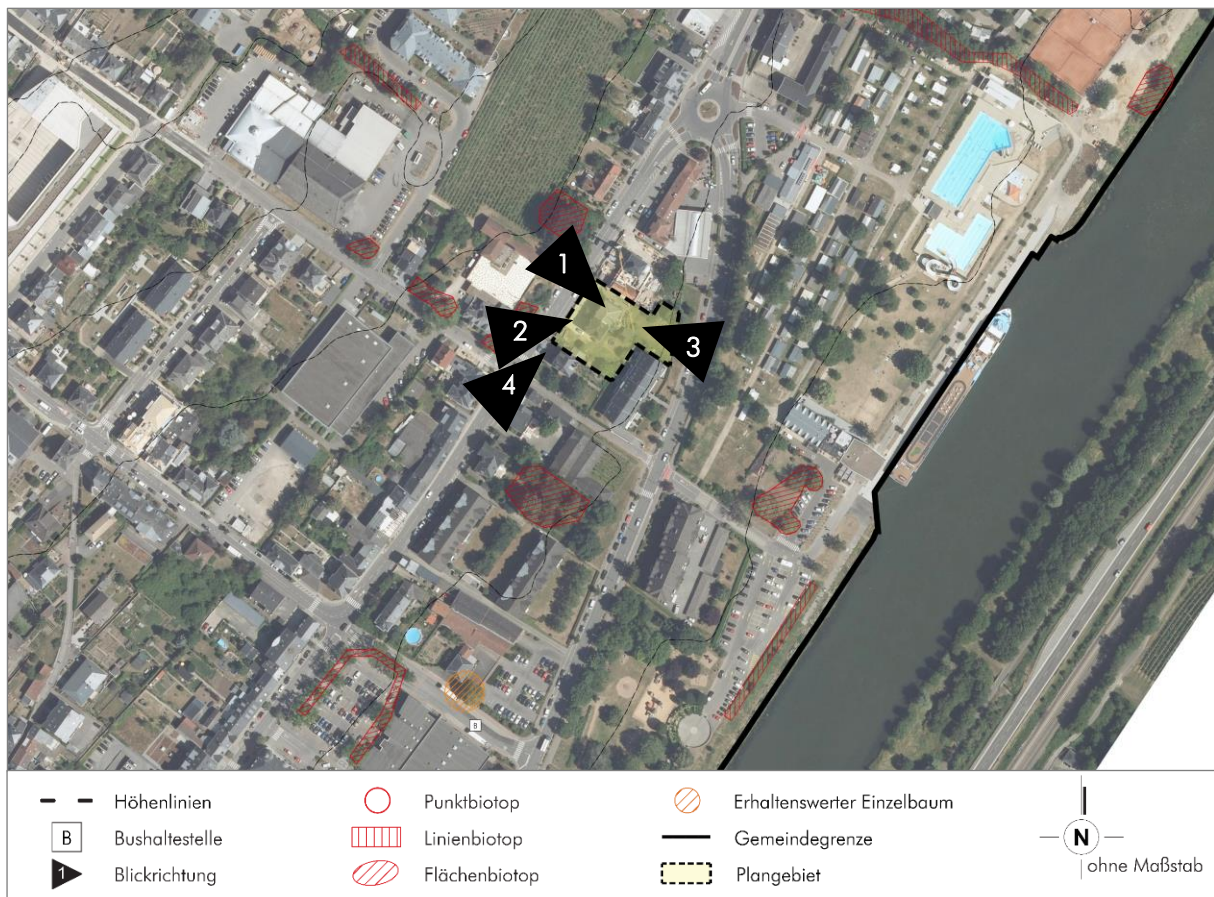 1
2
3
4
B
Höhenlinien
Punktbiotop
Erhaltenswerter Einzelbaum
B
Bushaltestelle
Linienbiotop
Gemeindegrenze
1
Blickrichtung
Flächenbiotop
Plangebiet
N
ohne Maßstab